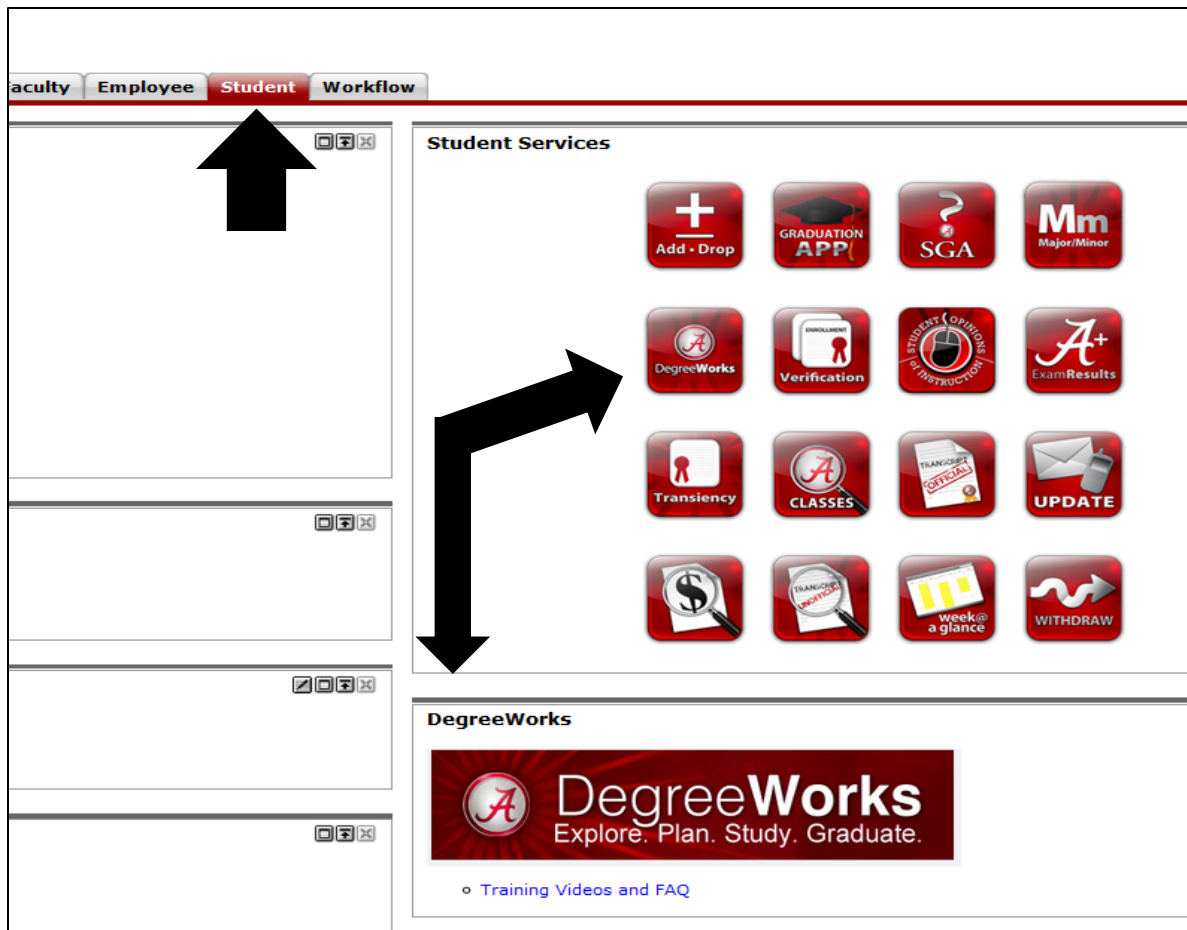 aculty Employee Student Workflow
Student Services
Add • Drop
GRADUATION
APP
SGA
Mm
Major/Minor
DegreeWorks
ENROLLMENT
Verification
STUDENT OPINIONS
of INSTRUCTION
A+
ExamResults
Transiency
CLASSES
TRANSCRIPT
OFFICIAL
UPDATE
$
TRANSCRIPT
UNOFFICIAL
week@
a glance
WITHDRAW
DegreeWorks
A DegreeWorks
Explore. Plan. Study. Graduate.
Training Videos and FAQ